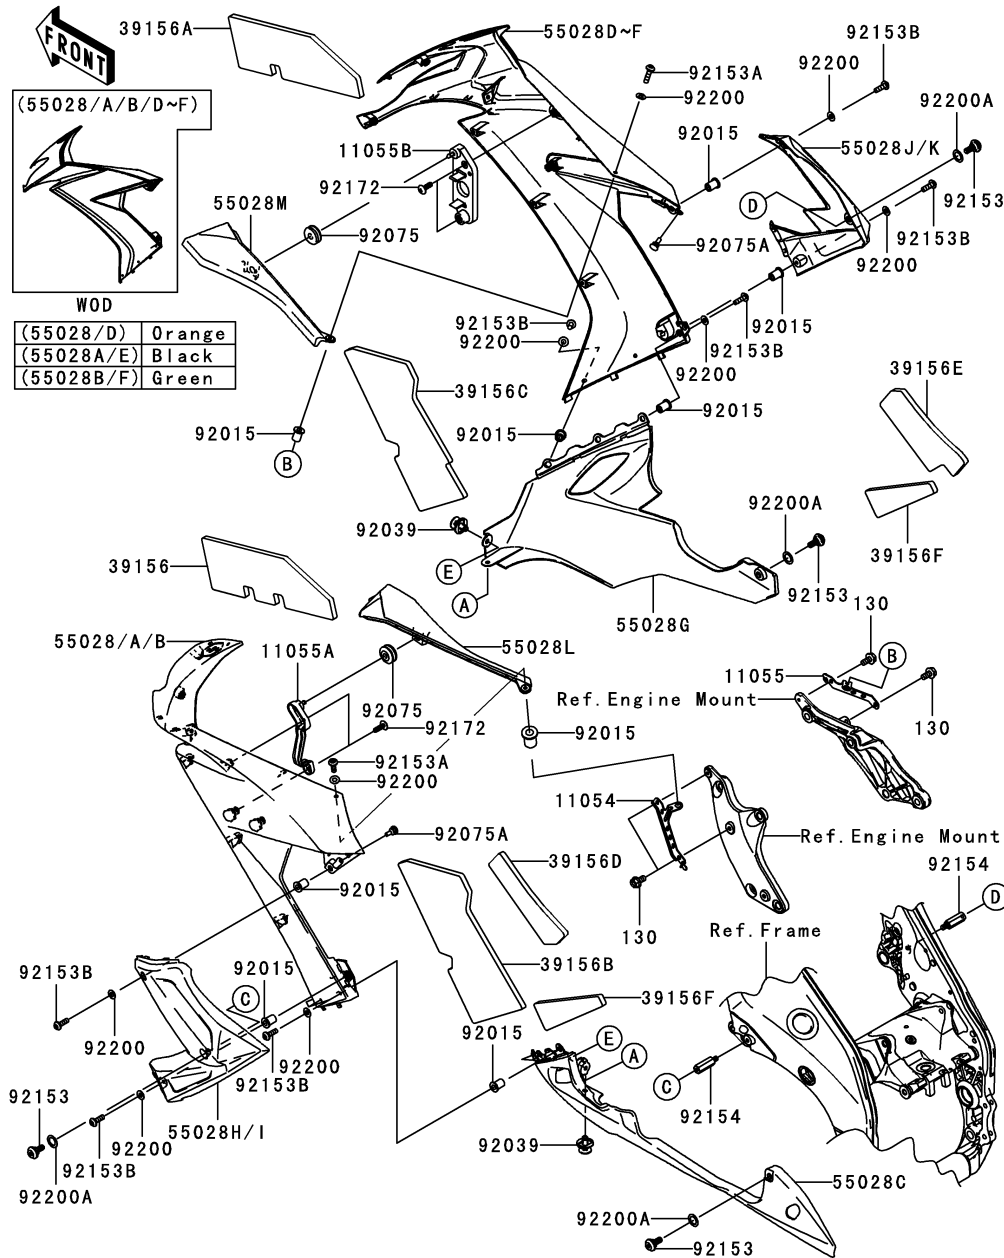 39156A
55028D~F
92153B
FRONT
92153A
92200
92200
92200A
(55028/A/B/D~F)
92015
11055B
55028J/K
92172
D
92153
55028M
92075
92075A
92153B
92200
WOD
92153B
92015
(55028/D) Orange
92200
92153B
(55028A/E) Black
92200
39156E
(55028B/F) Green
39156C
92015
92015
92015
B
92200A
92039
39156F
E
39156
A
92153
130
55028G
55028/A/B
55028L
B
11055A
11055
Ref.Engine Mount
92075
92172
130
92015
92153A
92200
11054
92075A
Ref.Engine Mount
39156D
92154
92015
D
130
Ref.Frame
92153B
92015
39156B
C
39156F
92015
92200
92200
E
92153B
A
92153
C
92200
55028H/I
92154
92153B
92039
92200A
55028C
92200A
92153